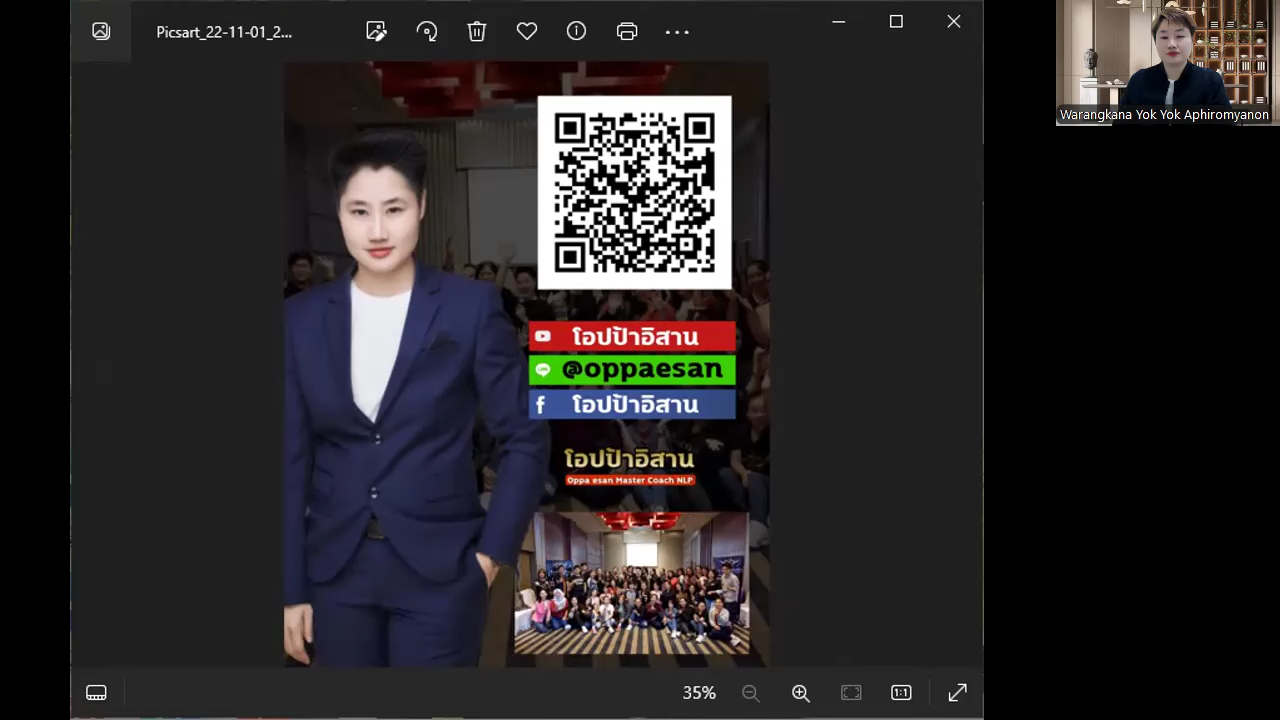 Picsart_22-11-01_2...
Warangkana Yok Yok Aphiromyanon
โอปป้าอิสาน
@oppaesan
โอปป้าอิสาน
โอปป้าอิสาน
Oppa esan Master Coach NLP
35%
1:1